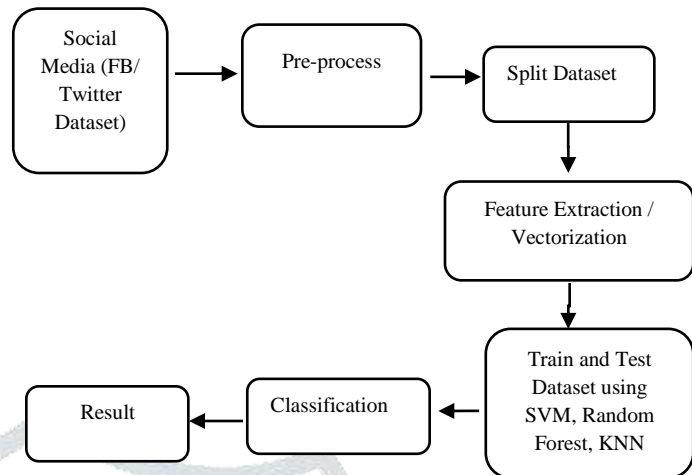 Social
Media (FB/
Twitter
Dataset)
Pre-process
Split Dataset
Feature Extraction /
Vectorization
Train and Test
Dataset using
SVM, Random
Forest, KNN
Classification
Result